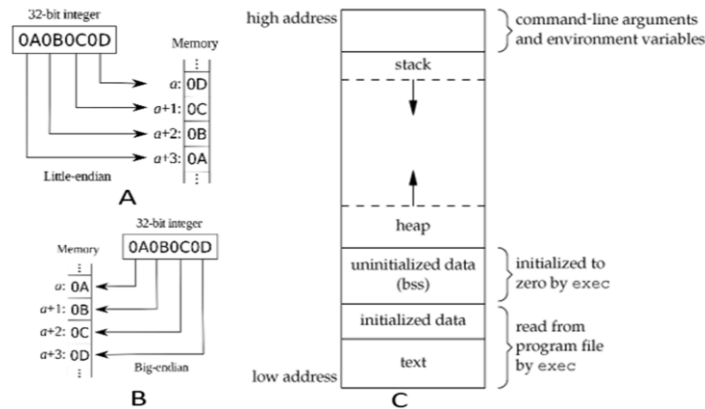 32-bit integer
0A0B0C0D
Memory
a: 0D
a+1: 0C
a+2: 0B
a+3: 0A
Little-endian
A
32-bit integer
0A0B0C0D
Memory
a: 0A
a+1: 0B
a+2: 0C
a+3: 0D
Big-endian
B
high address
command-line arguments
and environment variables
stack
heap
uninitialized data
(bss)
initialized to
zero by exec
initialized data
read from
program file
by exec
text
low address
C